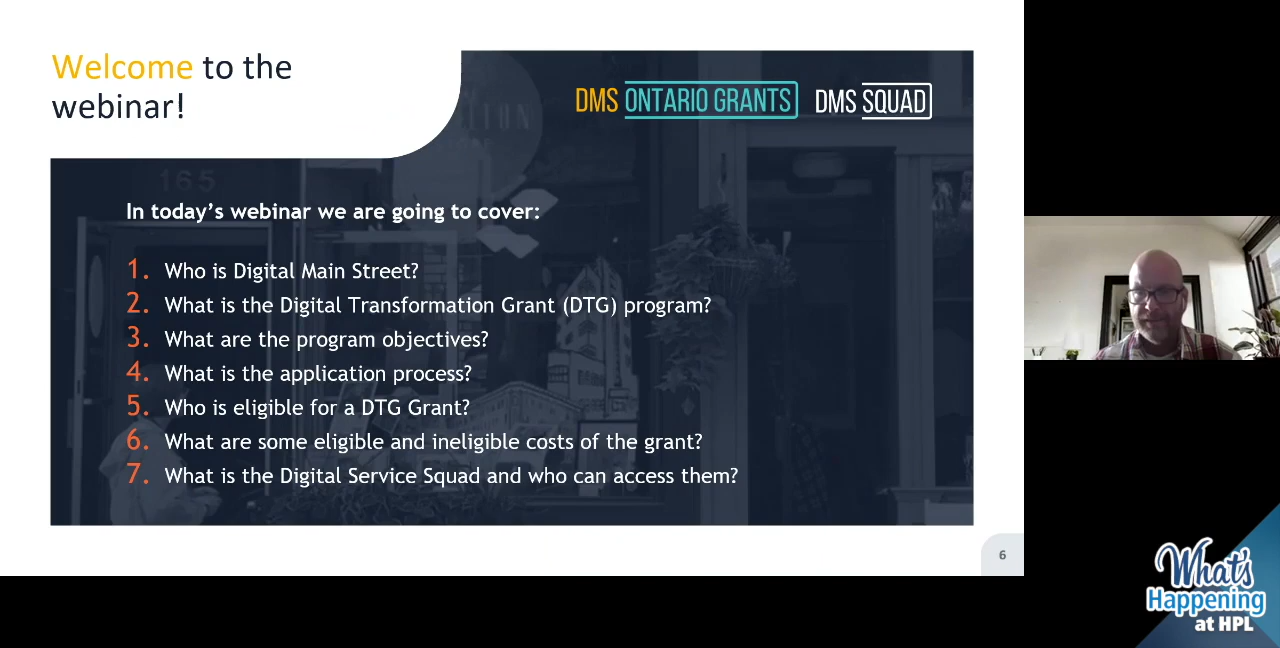 Welcome to the
webinar!
DMS ONTARIO GRANTS DMS SQUAD
165
In today's webinar we are going to cover:
1. Who is Digital Main Street?
2. What is the Digital Transformation Grant (DTG) program?
3. What are the program objectives?
4. What is the application process?
5. Who is eligible for a DTG Grant?
6. What are some eligible and ineligible costs of the grant?
7. What is the Digital Service Squad and who can access them?
6
What's
Happening
at HPL